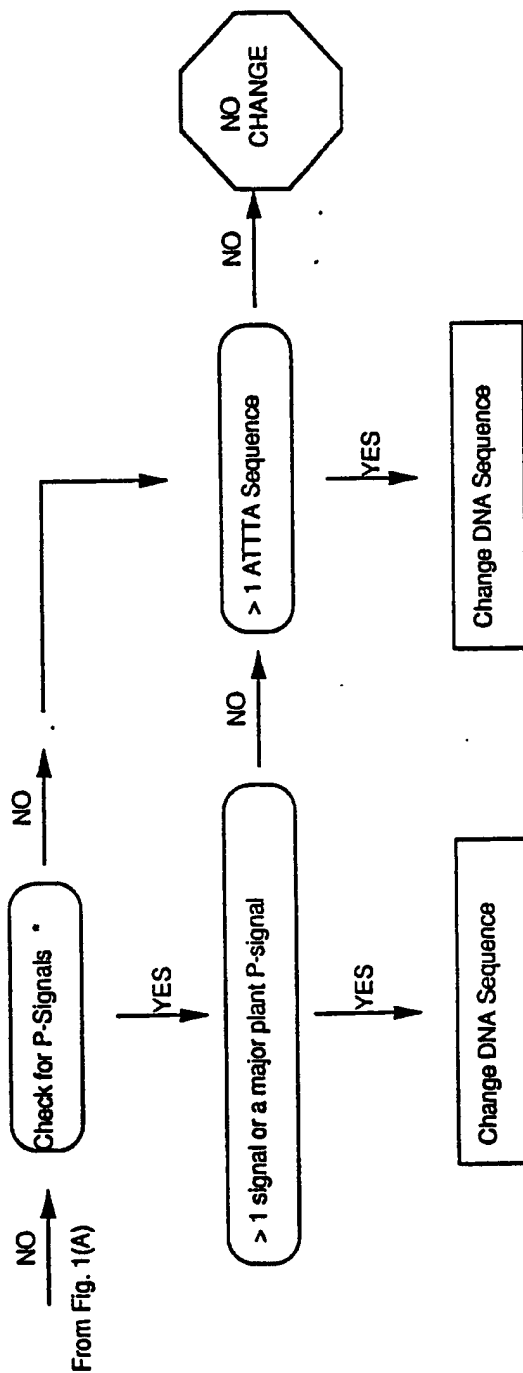 NO
From Fig. 1(A)
Check for P-Signals *
NO
YES
> 1 signal or a major plant P-signal
NO
> 1 ATTTA Sequence
NO
NO
CHANGE
YES
YES
Change DNA Sequence
Change DNA Sequence